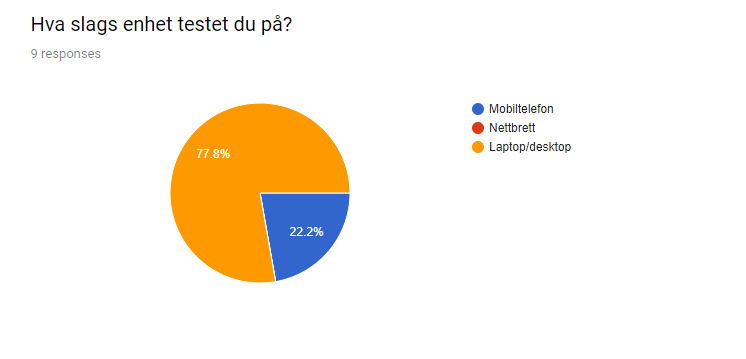 Hva slags enhet testet du på?
9 responses
Mobiltelefon
Nettbrett
Laptop/desktop
77.8%
22.2%